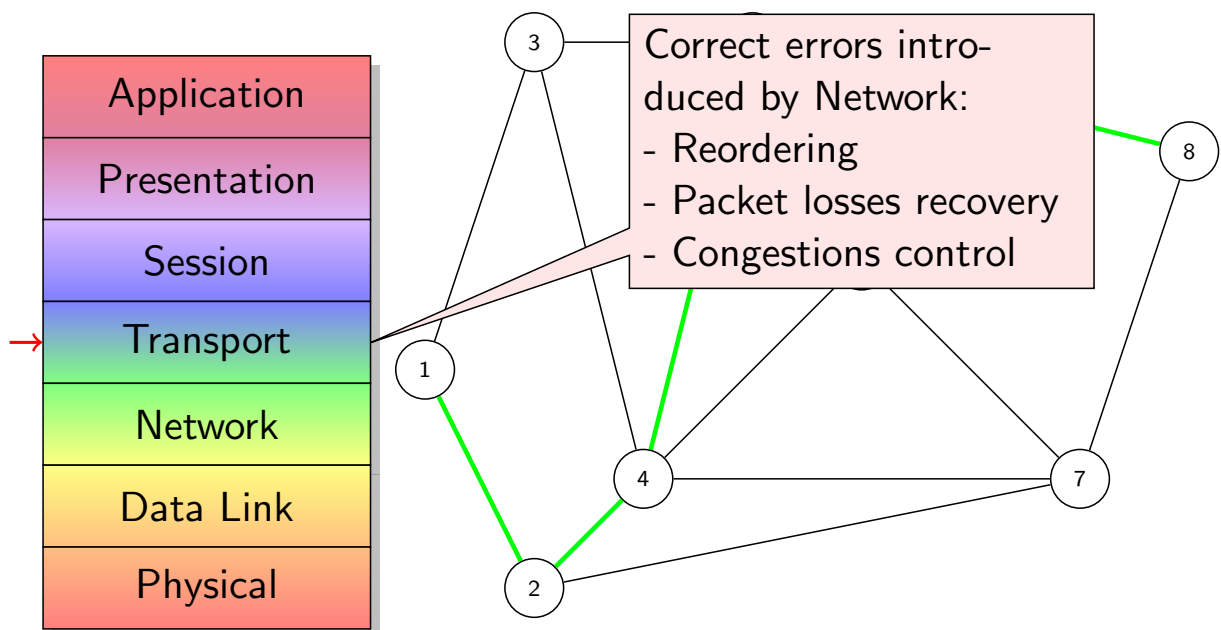 Application
Presentation
Session
→ Transport
Network
Data Link
Physical
Correct errors intro-
duced by Network:
- Reordering
- Packet losses recovery
- Congestions control
3
8
1
4
7
2